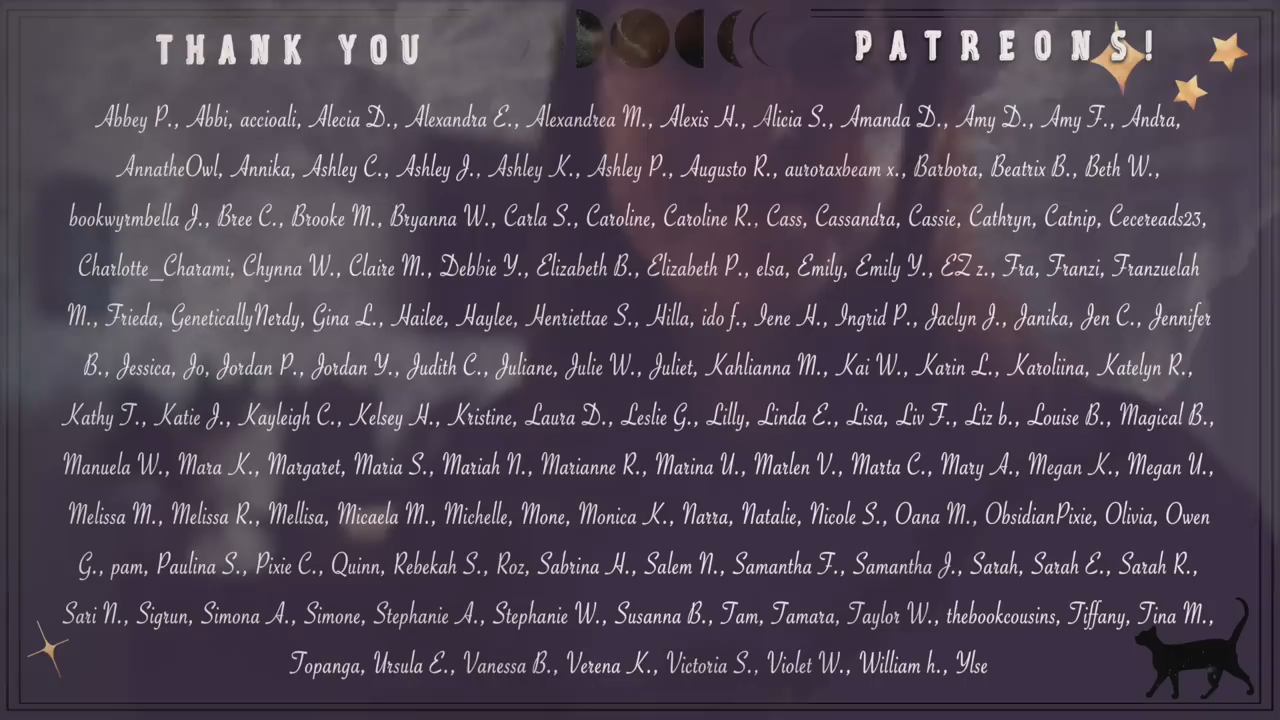 THANK YOU PATREONS!
Abbey P., Abbi, accioali, Alecia D., Alexandra E., Alexandrea M., Alexis H., Alicia S., Amanda D., Amy D., Amy F., Andra,
AnnatheOwl, Annika, Ashley C., Ashley J., Ashley K., Ashley P., Augusto R., auroraxbeam x., Barbora, Beatrix B., Beth W.,
bookwyrmbella J., Bree C., Brooke M., Bryanna W., Carla S., Caroline, Caroline R., Cass, Cassandra, Cassie, Cathryn, Catnip, Cecereads23,
Charlotte_Charami, Chynna W., Claire M., Debbie Y., Elizabeth B., Elizabeth P., elsa, Emily, Emily Y., EZ z., Fra, Franzi, Franzuelah
M., Frieda, GeneticallyNerdy, Gina L., Hailee, Haylee, Henriettae S., Hilla, ido f., Iene H., Ingrid P., Jaclyn J., Janika, Jen C., Jennifer
B., Jessica, Jo, Jordan P., Jordan Y., Judith C., Juliane, Julie W., Juliet, Kahlianna M., Kai W., Karin L., Karoliina, Katelyn R.,
Kathy T., Katie J., Kayleigh C., Kelsey H., Kristine, Laura D., Leslie G., Lilly, Linda E., Lisa, Liv F., Liz b., Louise B., Magical B.,
Manuela W., Mara K., Margaret, Maria S., Mariah N., Marianne R., Marina U., Marlen V., Marta C., Mary A., Megan K., Megan U.,
Melissa M., Melissa R., Mellisa, Micaela M., Michelle, Mone, Monica K., Narra, Natalie, Nicole S., Oana M., ObsidianPixie, Olivia, Owen
G., pam, Paulina S., Pixie C., Quinn, Rebekah S., Roz, Sabrina H., Salem N., Samantha F., Samantha J., Sarah, Sarah E., Sarah R.,
Sari N., Sigrun, Simona A., Simone, Stephanie A., Stephanie W., Susanna B., Tam, Tamara, Taylor W., thebookcousins, Tiffany, Tina M.,
Topanga, Ursula E., Vanessa B., Verena K., Victoria S., Violet W., William h., Ylse